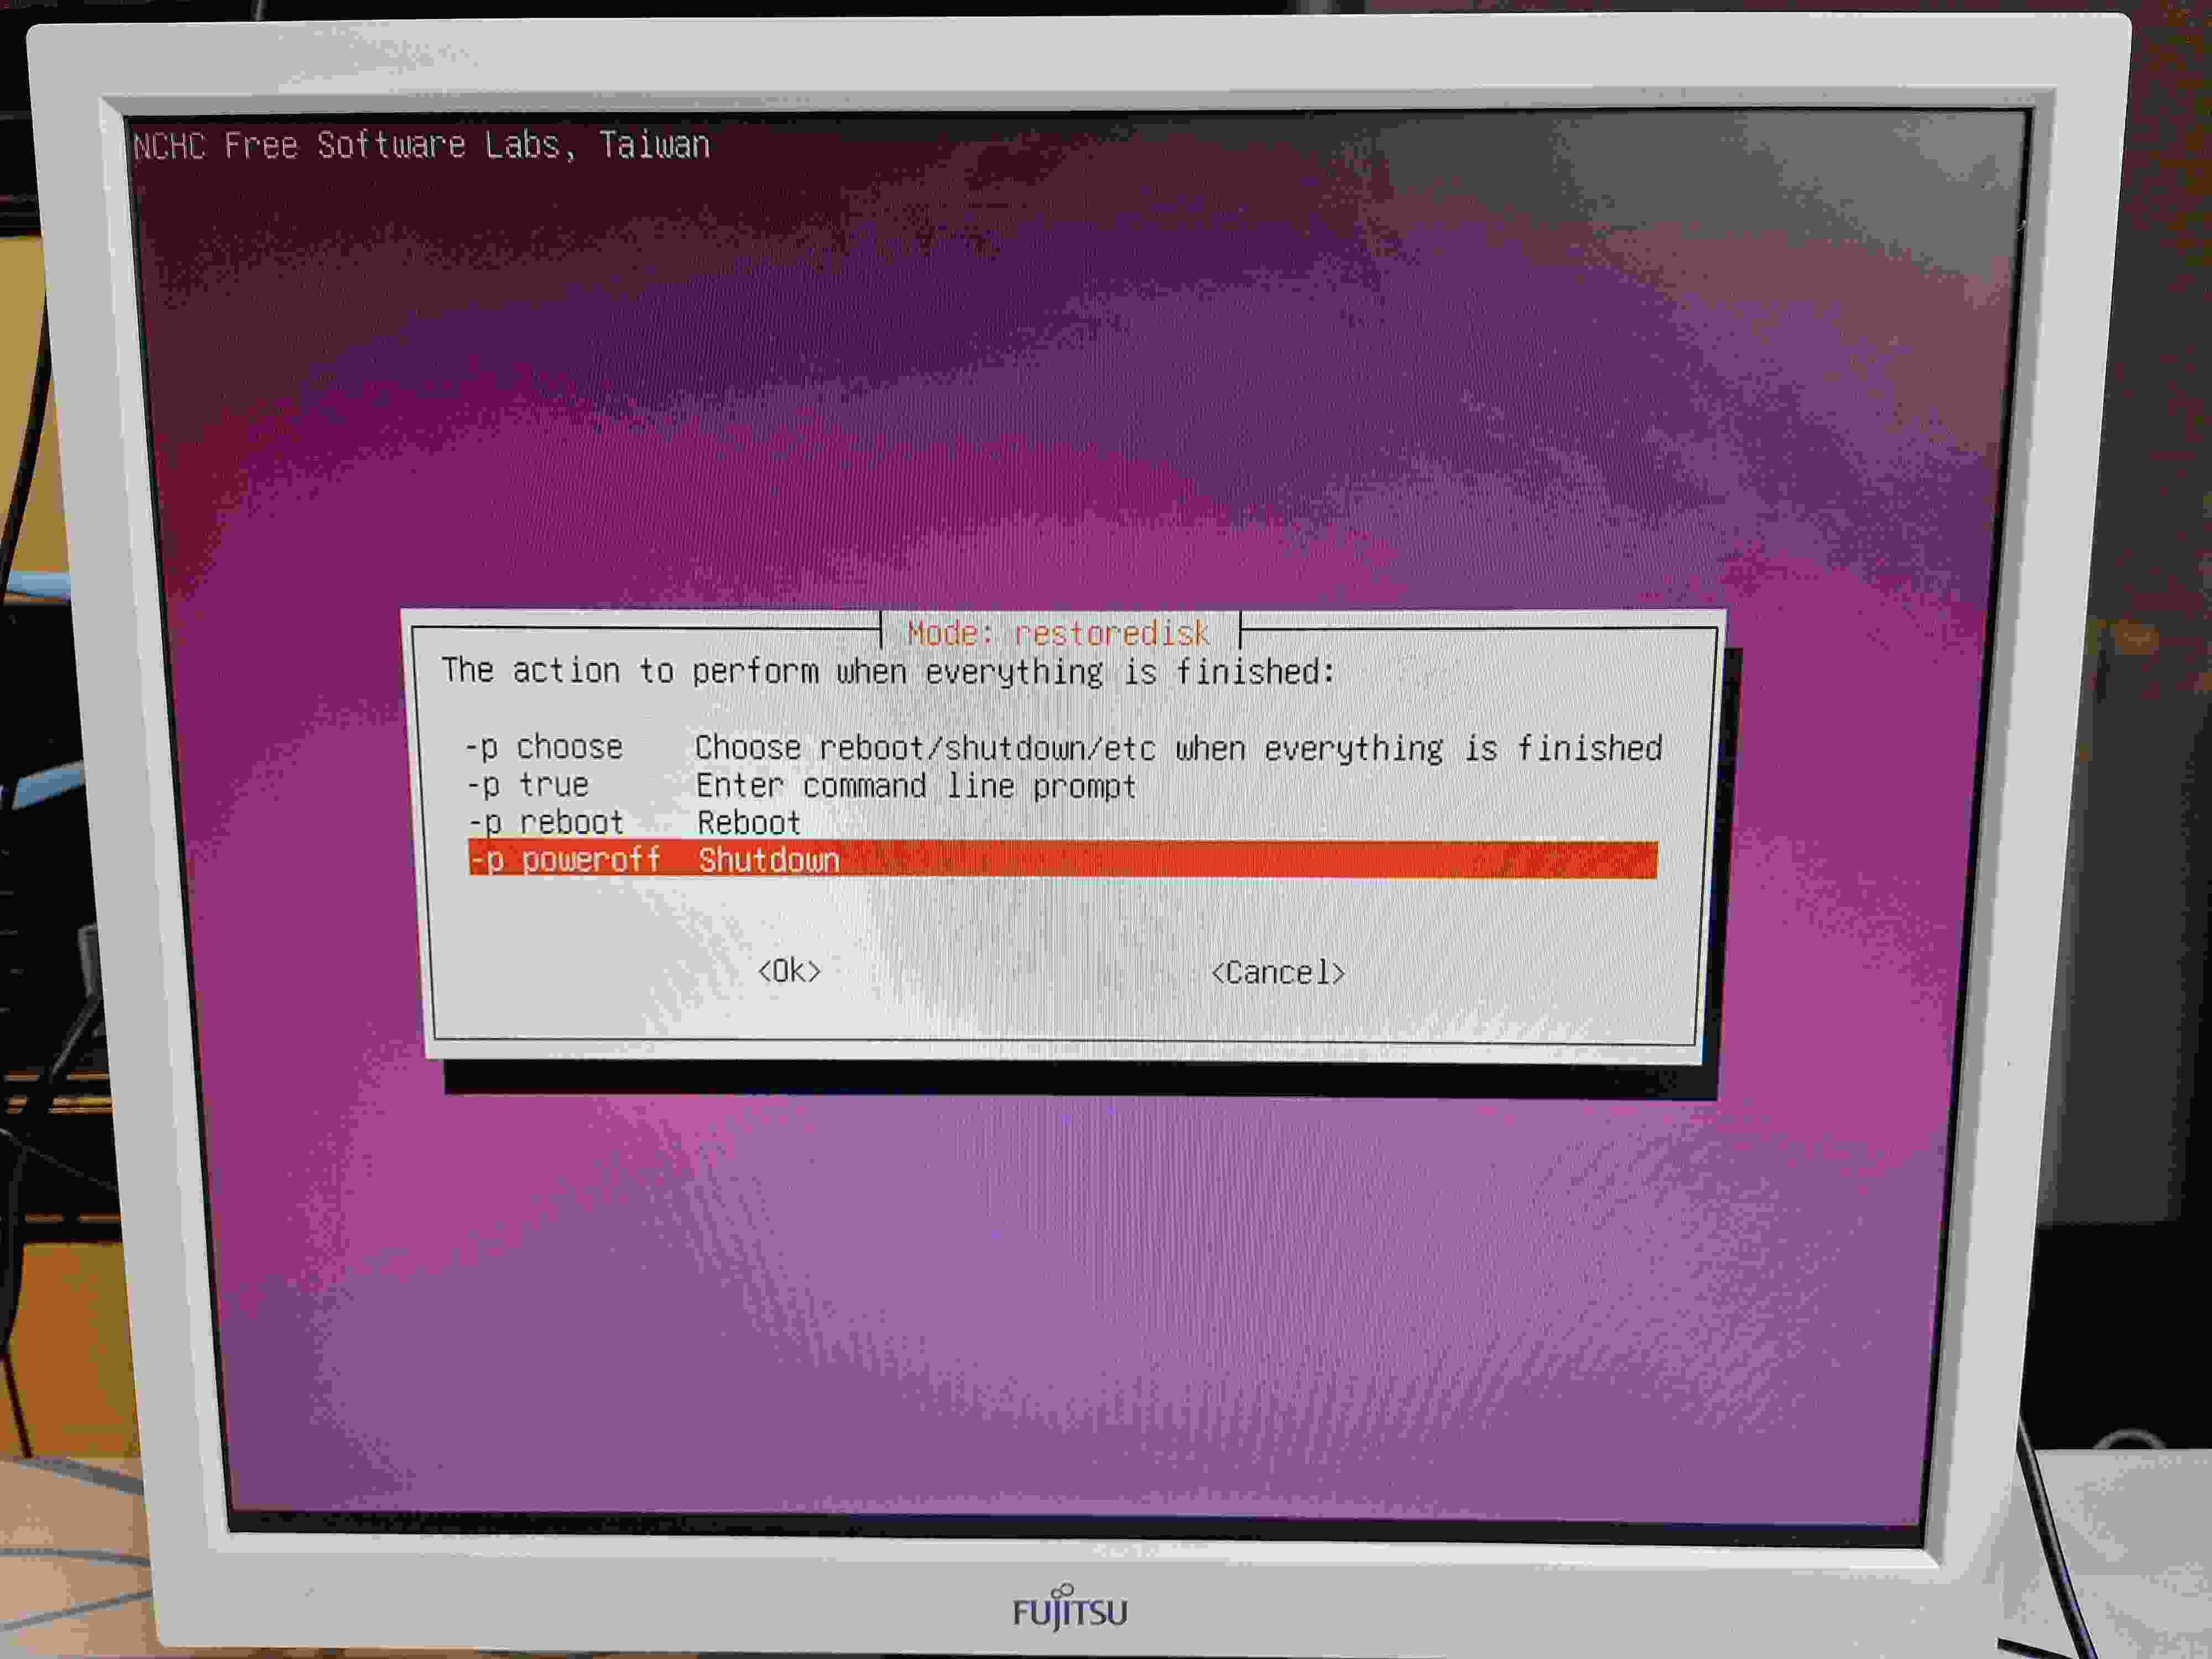 NCHC Free Software Labs, Taiwan
Mode: restoredisk
The action to perform when everything is finished:
-p choose Choose reboot/shutdown/etc when everything is finished
-p true Enter command line prompt
-p reboot Reboot
-p poweroff Shutdown
<Ok> <Cancel>
FUJITSU